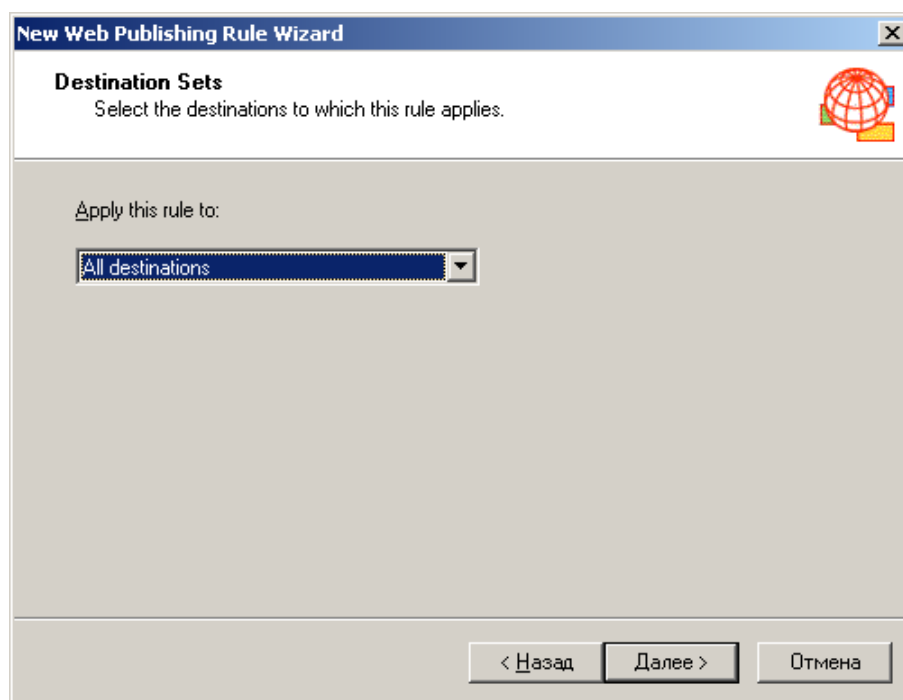 New Web Publishing Rule Wizard
Destination Sets
Select the destinations to which this rule applies.
Apply this rule to:
All destinations
< Назад Далее > Отмена